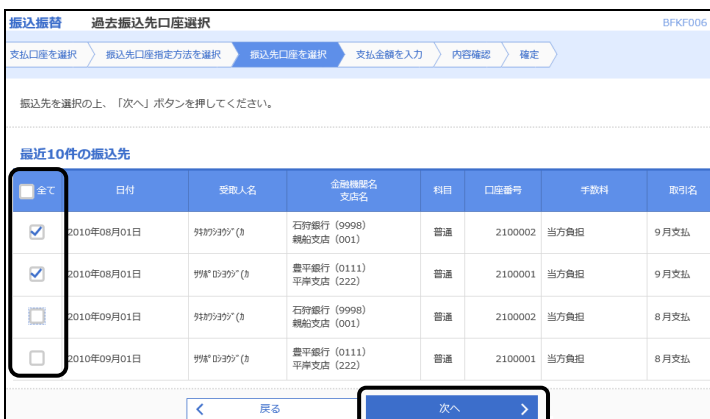 振込振替 過去振込先口座選択 BFKF006
支払口座を選択 振込先口座指定方法を選択 振込先口座を選択 支払金額を入力 内容確認 確定
振込先を選択の上、「次へ」ボタンを押してください。
最近10件の振込先
全て 日付 受取人名 金融機関名 科目 口座番号 手数料 取引名
支店名
2010年08月01日 ﾀｷｶﾜｼﾖｳｼﾞ(ｶ 石狩銀行（9998） 普通 2100002 当方負担 9月支払
親船支店（001）
2010年08月01日 ｻﾂﾎﾟﾛｼﾖｳｼﾞ(ｶ 豊平銀行（0111） 普通 2100001 当方負担 9月支払
平岸支店（222）
2010年09月01日 ﾀｷｶﾜｼﾖｳｼﾞ(ｶ 石狩銀行（9998） 普通 2100002 当方負担 8月支払
親船支店（001）
2010年09月01日 ｻﾂﾎﾟﾛｼﾖｳｼﾞ(ｶ 豊平銀行（0111） 普通 2100001 当方負担 8月支払
平岸支店（222）
戻る 次へ